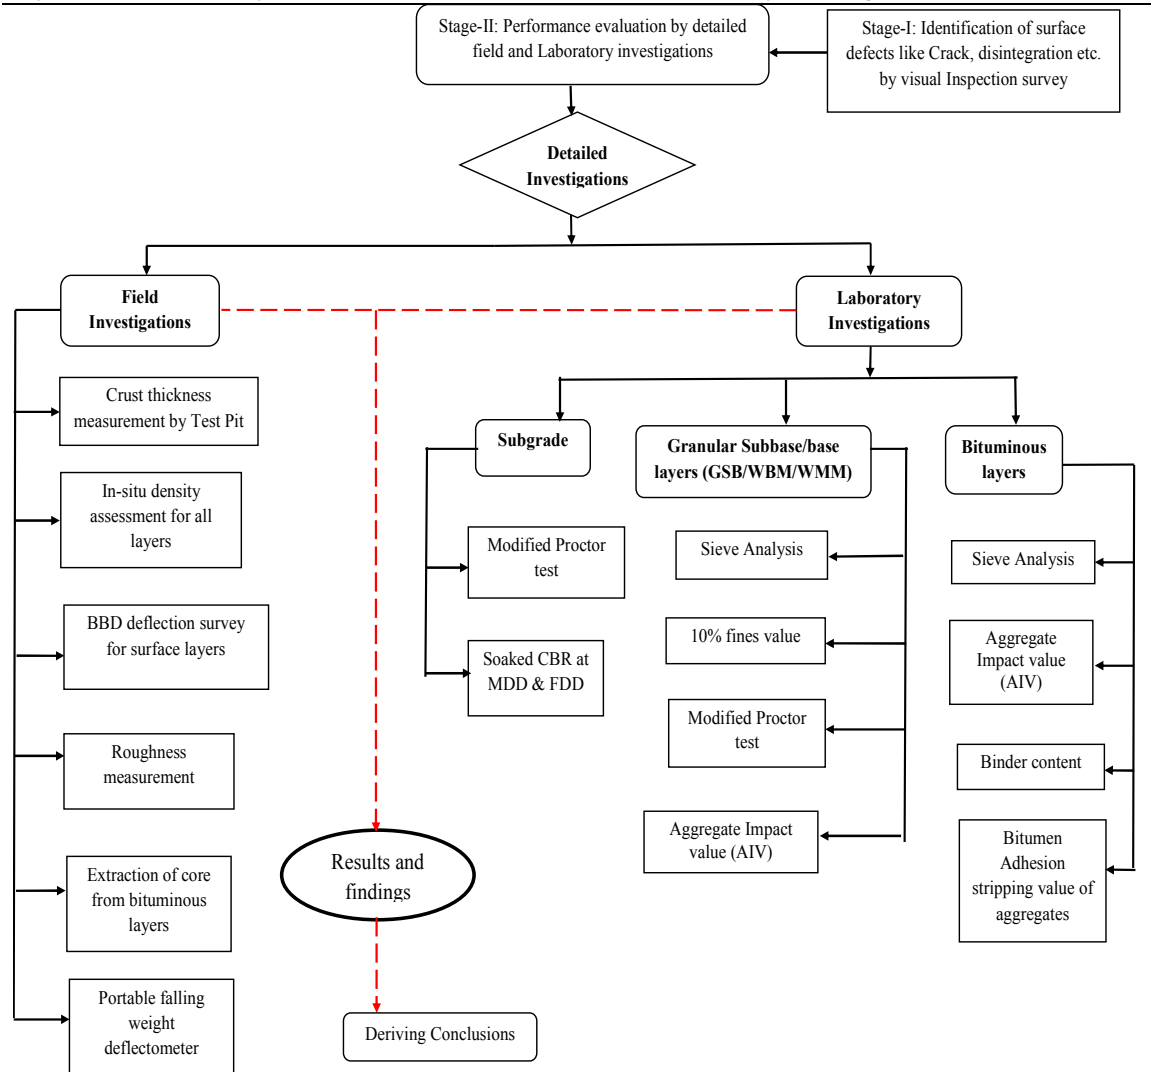 Stage-II: Performance evaluation by detailed
field and Laboratory investigations
Stage-I: Identification of surface
defects like Crack, disintegration etc.
by visual Inspection survey
Detailed
Investigations
Field
Investigations
Laboratory
Investigations
Crust thickness
measurement by Test Pit
In-situ density
assessment for all
layers
BBD deflection survey
for surface layers
Roughness
measurement
Extraction of core
from bituminous
layers
Portable falling
weight
deflectometer
Subgrade
Modified Proctor
test
Soaked CBR at
MDD & FDD
Granular Subbase/base
layers (GSB/WBM/WMM)
Sieve Analysis
10% fines value
Modified Proctor
test
Aggregate Impact
value (AIV)
Bituminous
layers
Sieve Analysis
Aggregate
Impact value
(AIV)
Binder content
Bitumen
Adhesion
stripping value of
aggregates
Results and
findings
Deriving Conclusions